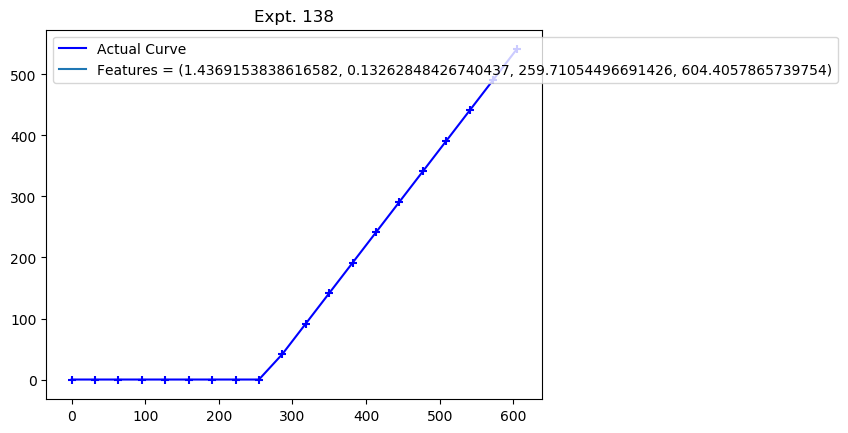 Expt. 138
Actual Curve
Features = (1.4369153838616582, 0.13262848426740437, 259.71054496691426, 604.4057865739754)
500
400
300
200
100
0
0 100 200 300 400 500 600